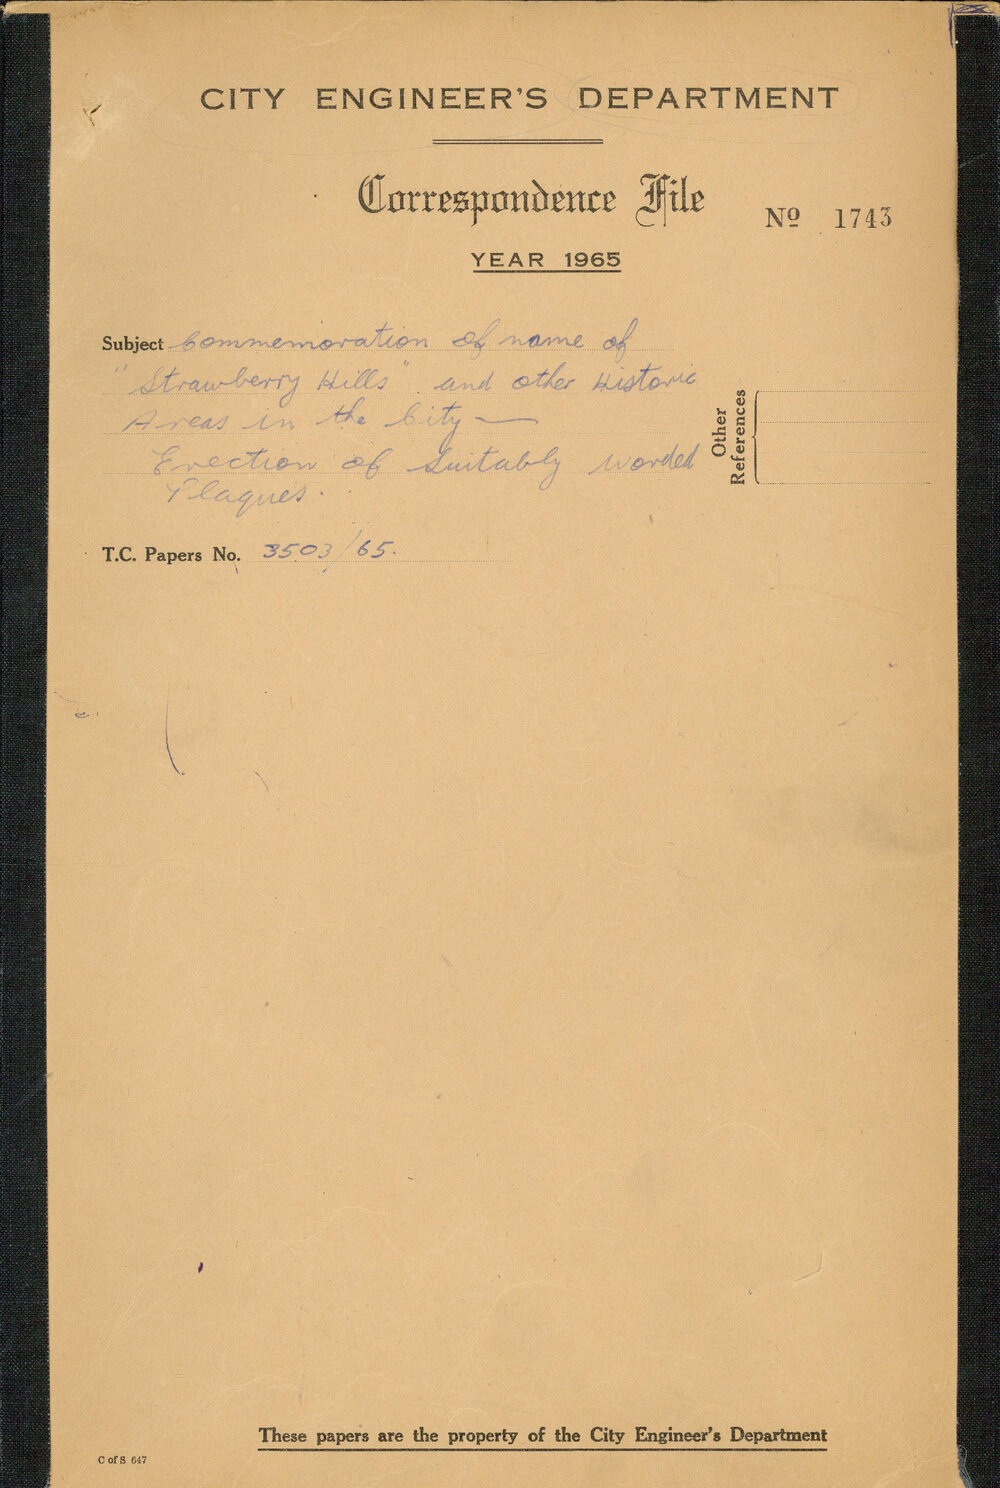 CITY ENGINEER'S DEPARTMENT
Correspondence File
Nº 1743
YEAR 1965
Subject Commemoration of name of
"Strawberry Hills" and other Historic
Areas in the City —
Erection of Suitably worded
Plaques.
Other
References
T.C. Papers No. 3503/65.
These papers are the property of the City Engineer's Department
C of S 647